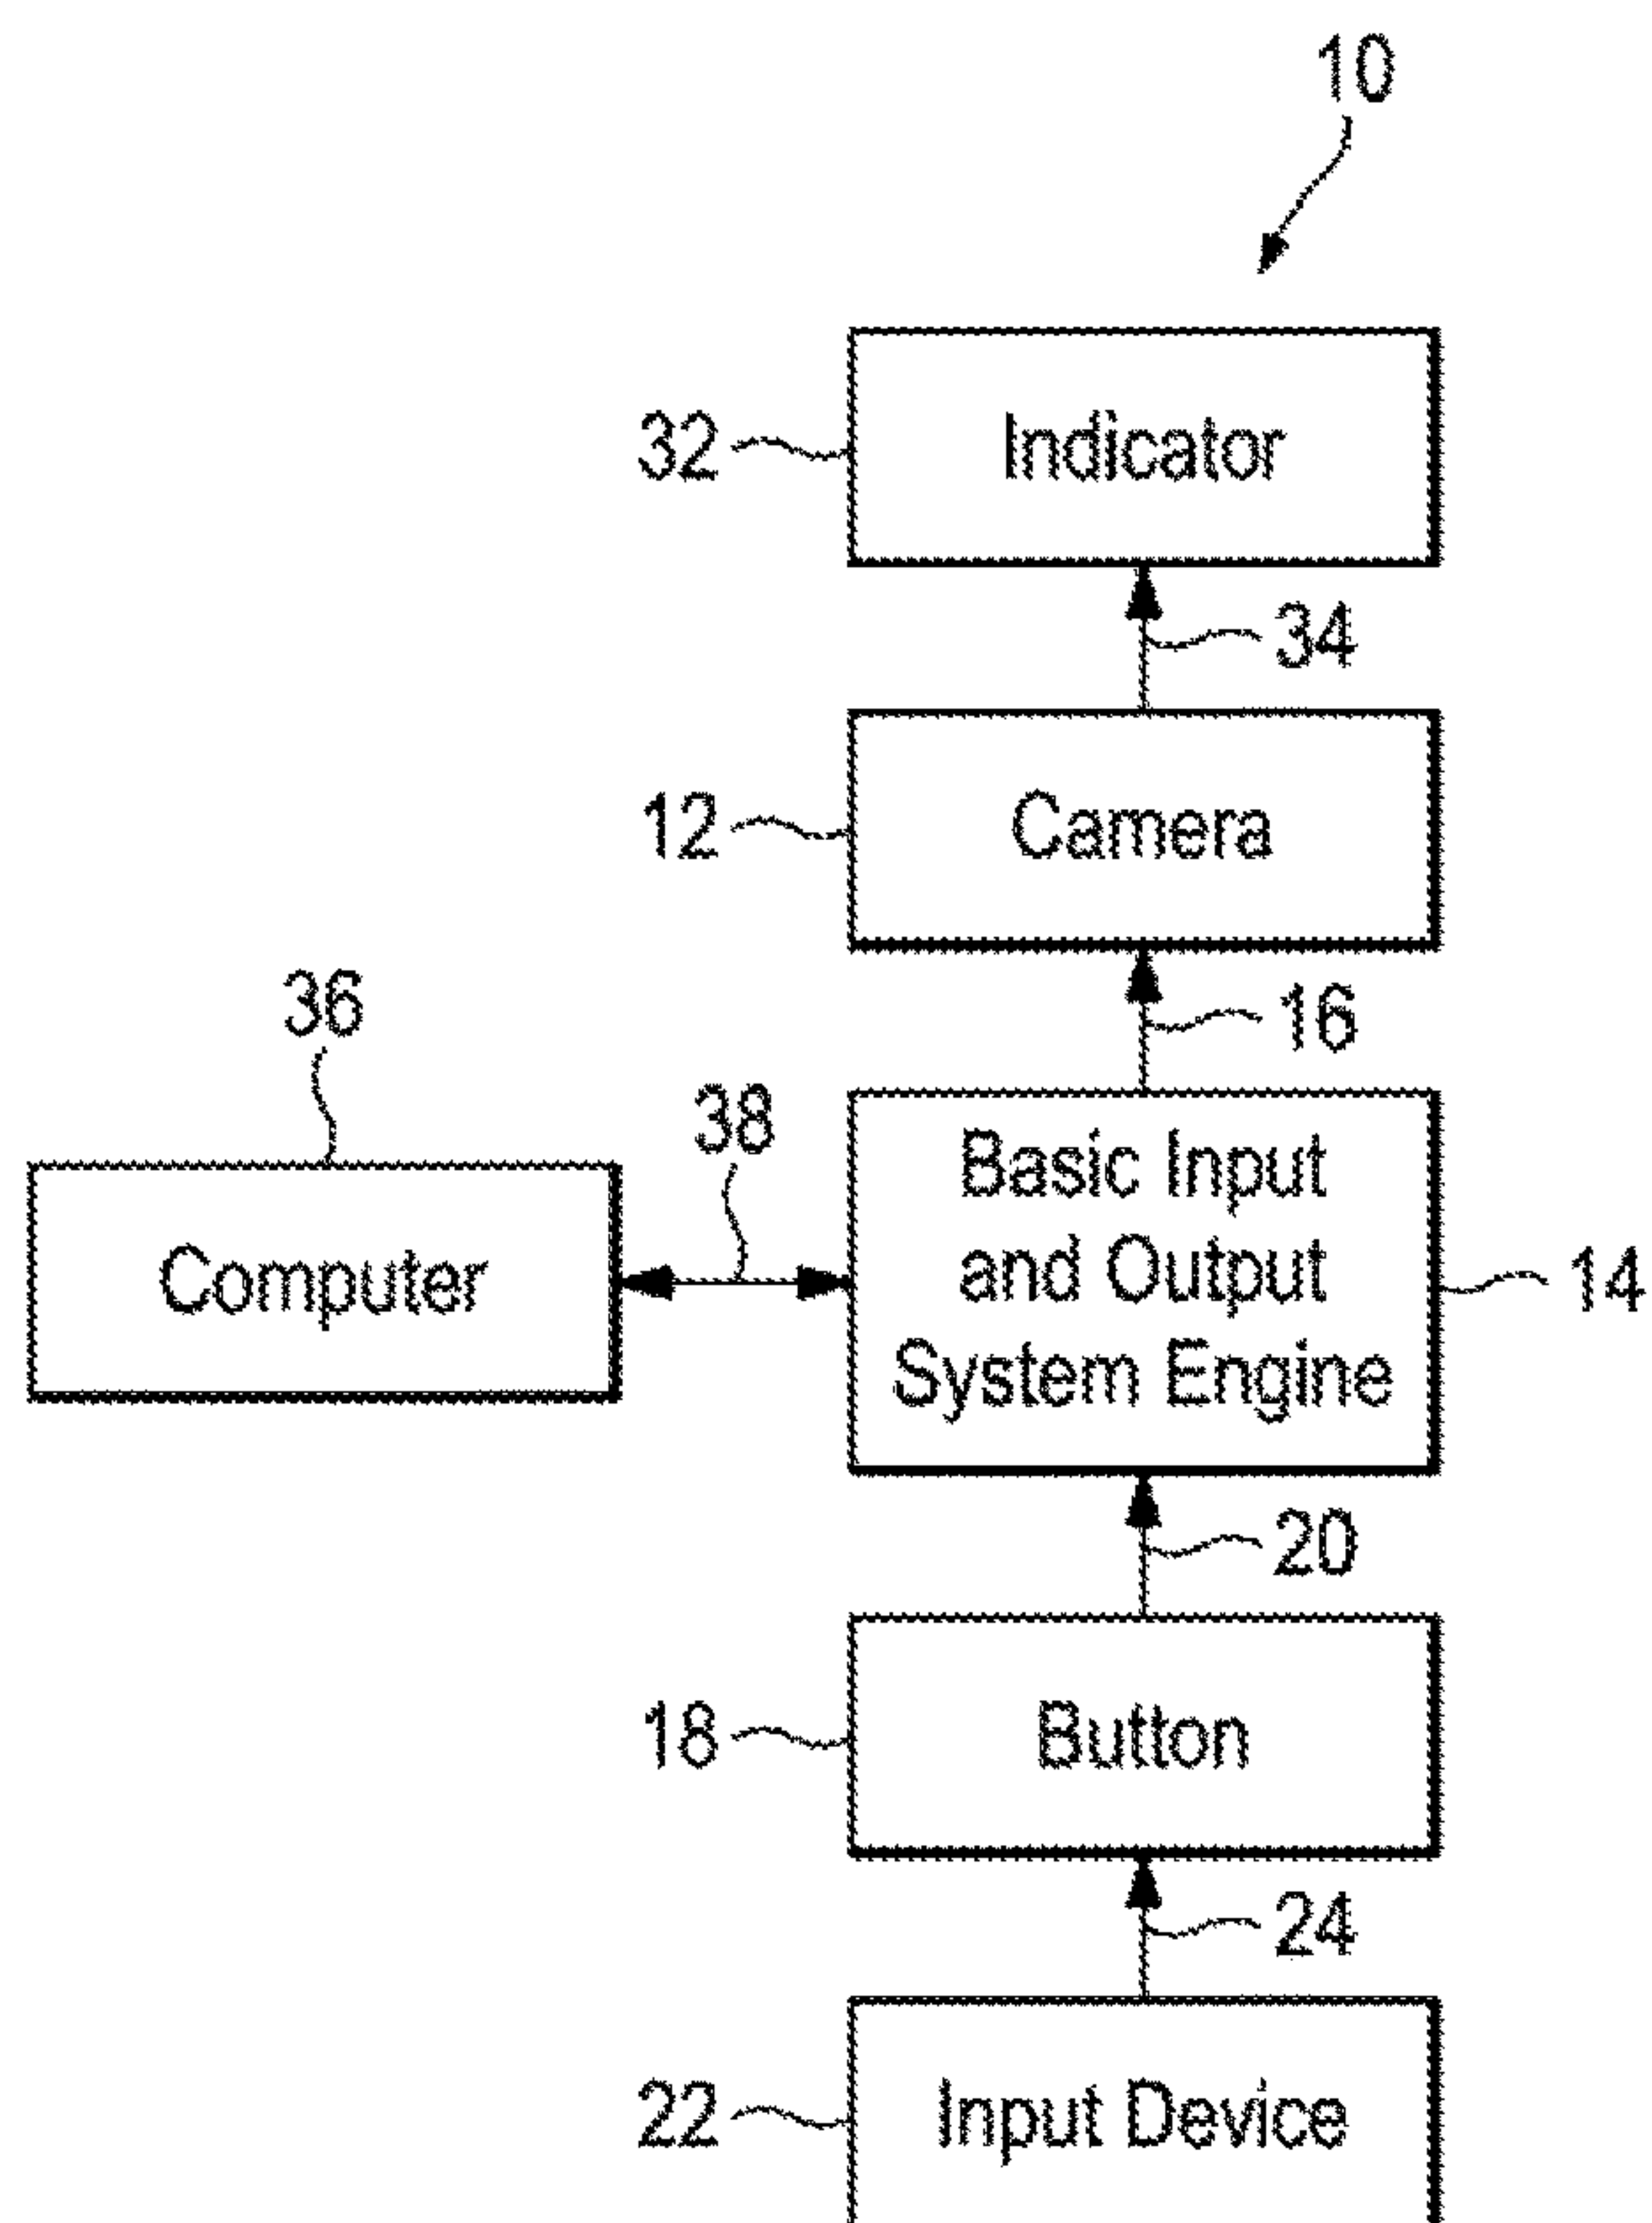 10
32
Indicator
34
12
Camera
16
36
38
Computer
Basic Input
and Output
System Engine
14
20
18
Button
24
22
Input Device